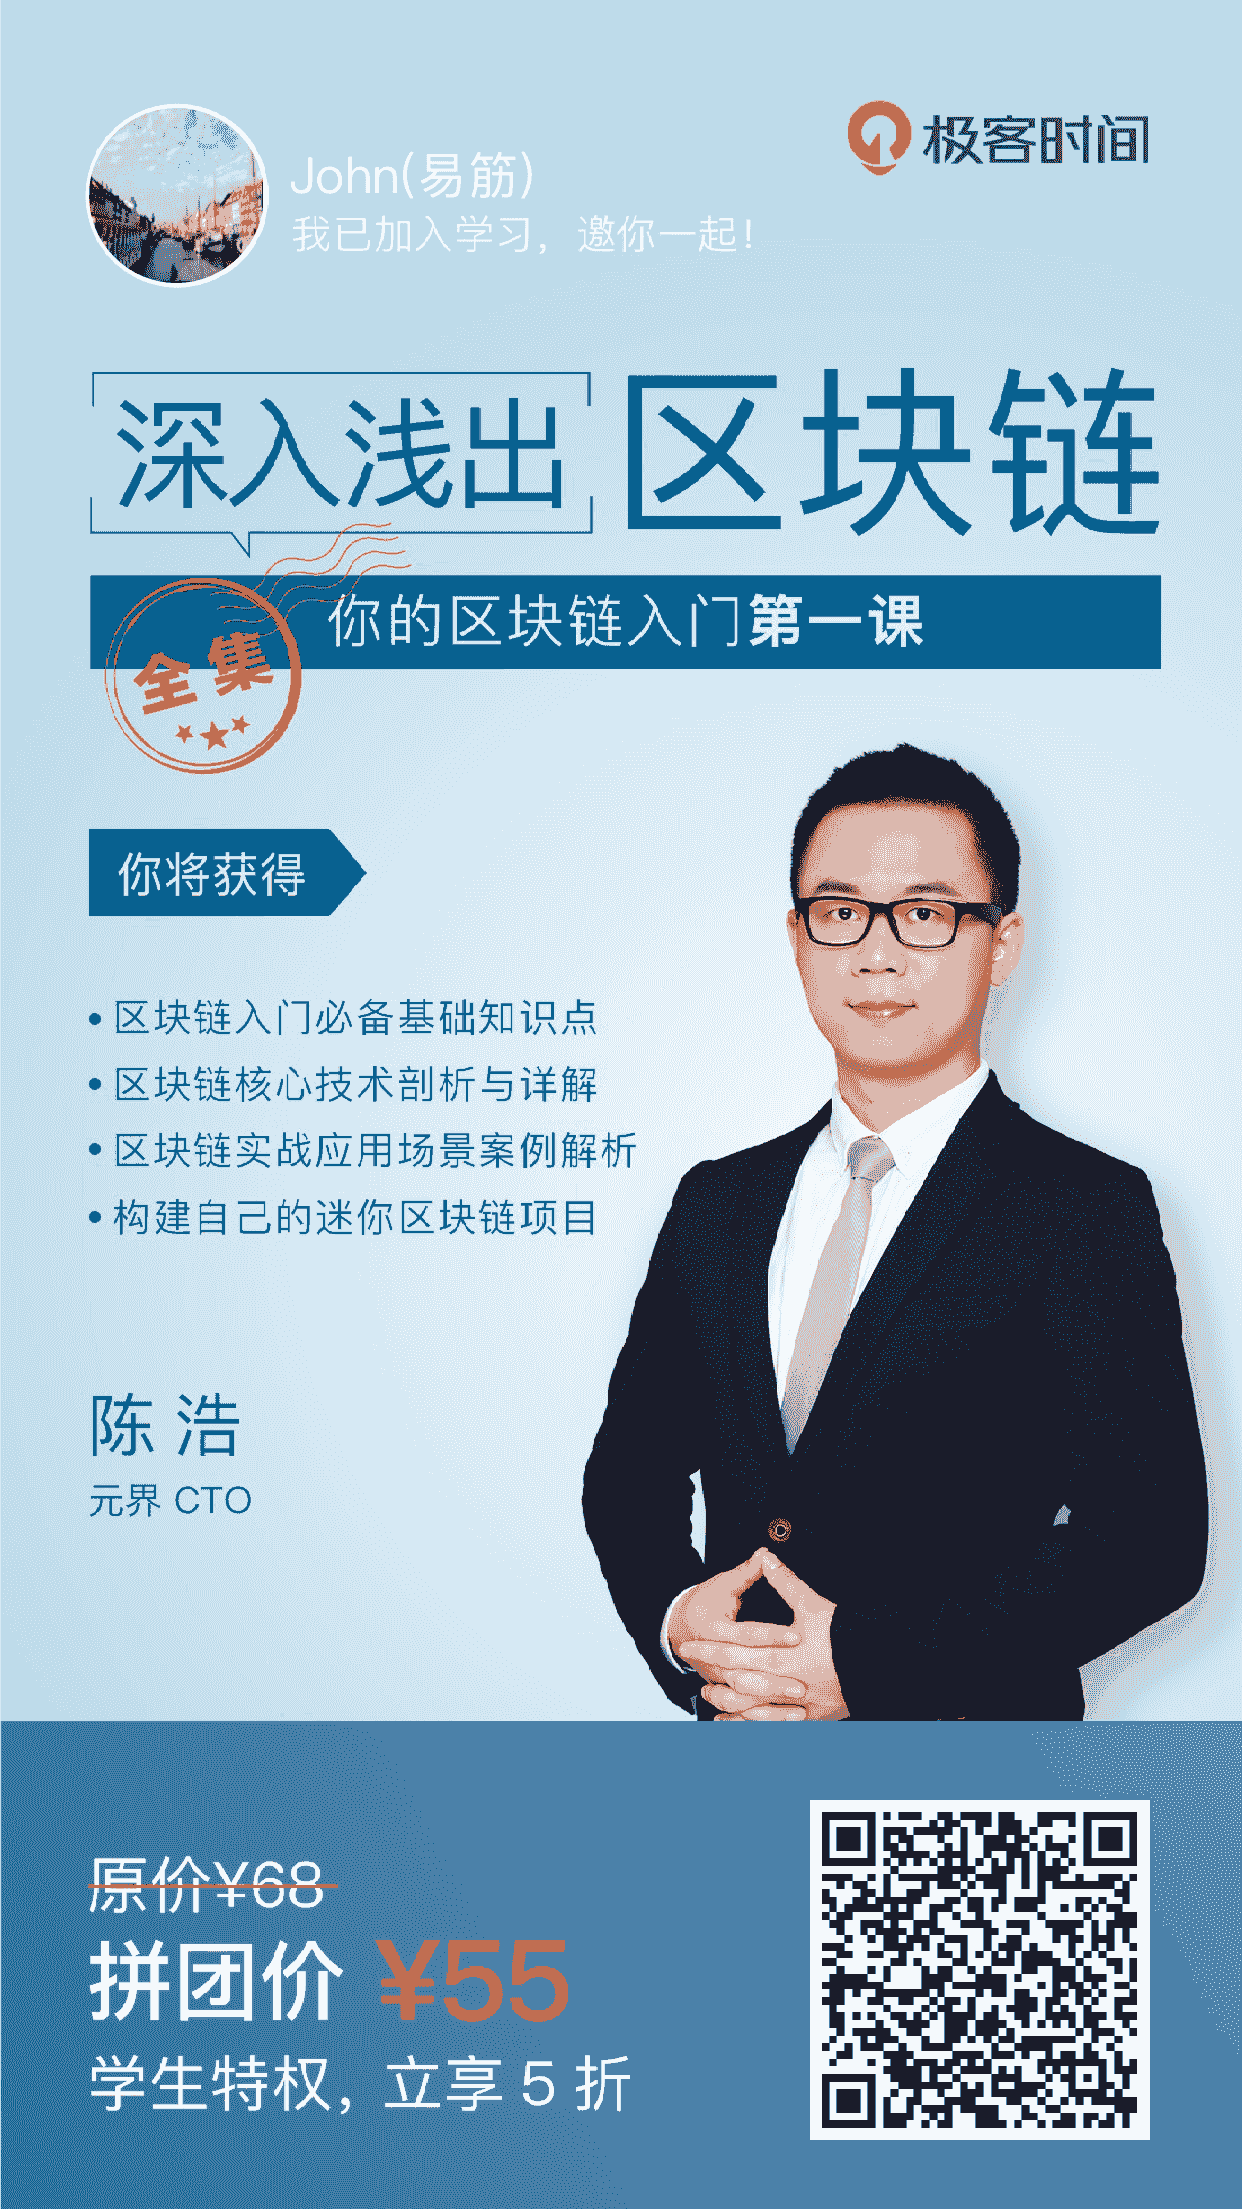 极客时间
John(易筋)
我已加入学习，邀你一起！
深入浅出 区块链
你的区块链入门第一课
全集
你将获得
• 区块链入门必备基础知识点
• 区块链核心技术剖析与详解
• 区块链实战应用场景案例解析
• 构建自己的迷你区块链项目
陈 浩
元界 CTO
原价¥68
拼团价 ¥55
学生特权，立享 5 折